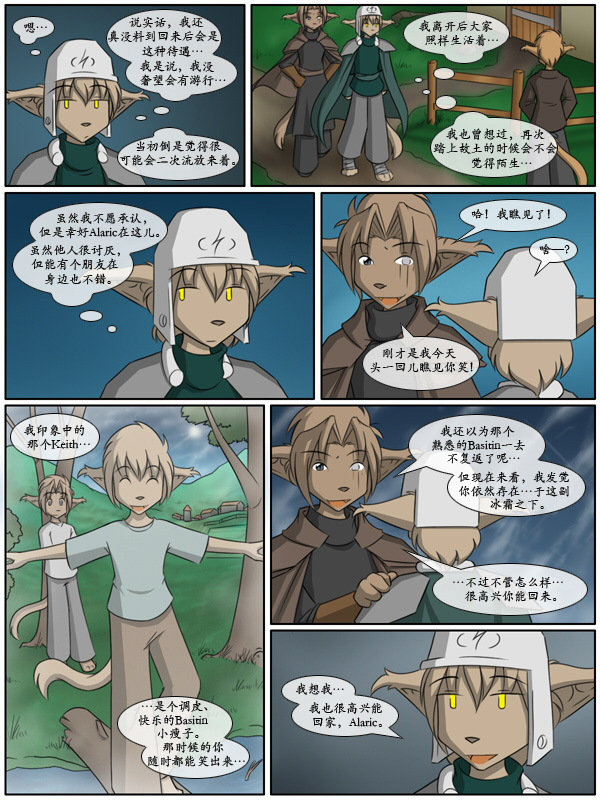 嗯…
说实话，我还
真没料到回来后会是
这种待遇…
我是说，我没
奢望会有游行…
当初倒是觉得很
可能会二次流放来着。
我离开后大家
照样生活着…
我也曾想过，再次
踏上故土的时候会不会
觉得陌生…
虽然我不愿承认，
但是幸好Alaric在这儿。
虽然他人很讨厌，
但能有个朋友在
身边也不错。
哈！我瞧见了！
啥—?
刚才是我今天
头一回儿瞧见你笑！
我印象中的
那个Keith…
…是个调皮、
快乐的Basitin
小瘦子。
那时候的你
随时都能笑出来…
我还以为那个
熟悉的Basitin一去
不复返了呢…
但现在来看，我发觉
你依然存在…于这副
冰霜之下。
…不过不管怎么样…
很高兴你能回来。
我想我…
我也很高兴能
回家，Alaric。